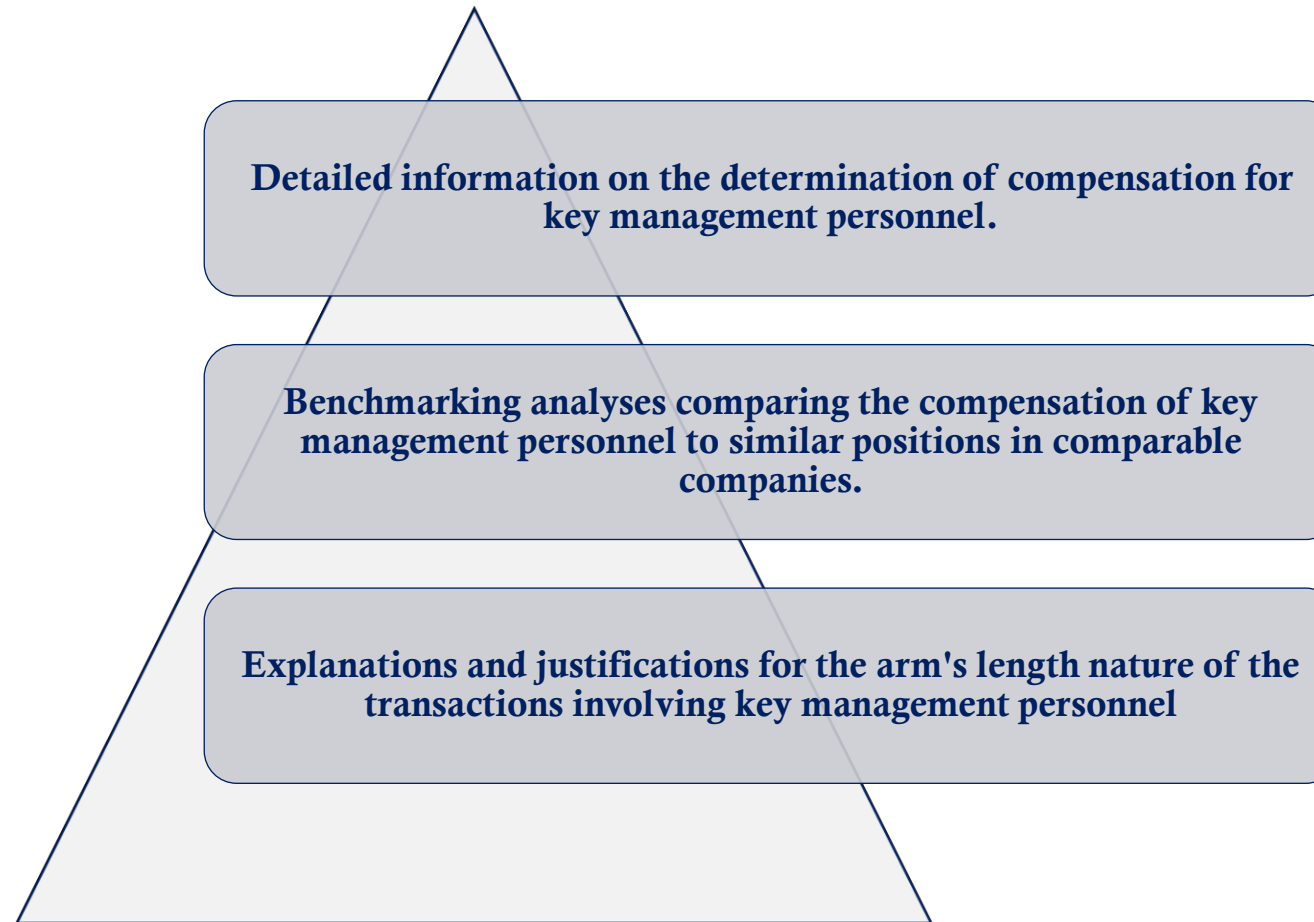 Detailed information on the determination of compensation for
key management personnel.
Benchmarking analyses comparing the compensation of key
management personnel to similar positions in comparable
companies.
Explanations and justifications for the arm's length nature of the
transactions involving key management personnel